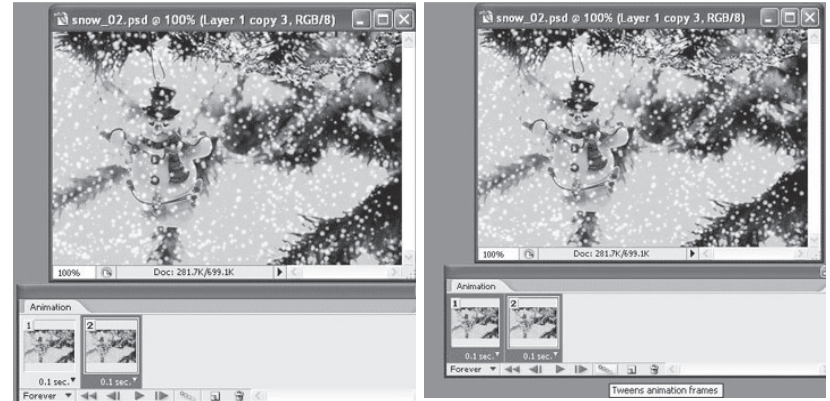 snow_02.psd @ 100% (Layer 1 copy 3, RGB/8)
100%
Doc: 281.7K/699.1K
Animation
1
2
0.1 sec.
0.1 sec.
Forever
snow_02.psd @ 100% (Layer 1 copy 3, RGB/8)
100%
Doc: 281.7K/699.1K
Animation
1
2
0.1 sec.
0.1 sec.
Forever
Tweens animation frames